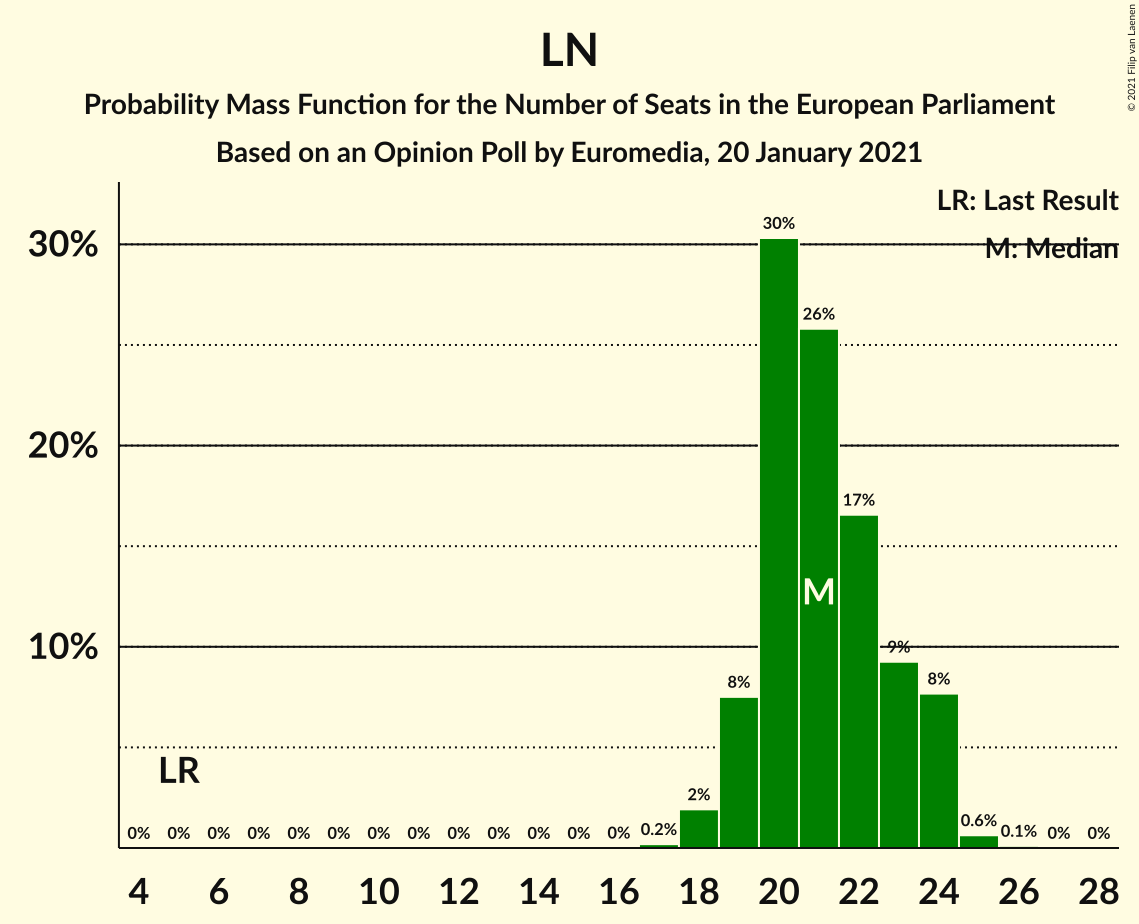 LN
Probability Mass Function for the Number of Seats in the European Parliament
Based on an Opinion Poll by Euromedia, 20 January 2021
© 2021 Filip van Laenen
LR: Last Result
M: Median
30%
20%
10%
LR
M
0% 0% 0% 0% 0% 0% 0% 0% 0% 0% 0% 0% 0% 0.2% 2% 8% 30% 26% 17% 9% 8% 0.6% 0.1% 0% 0%
4 6 8 10 12 14 16 18 20 22 24 26 28